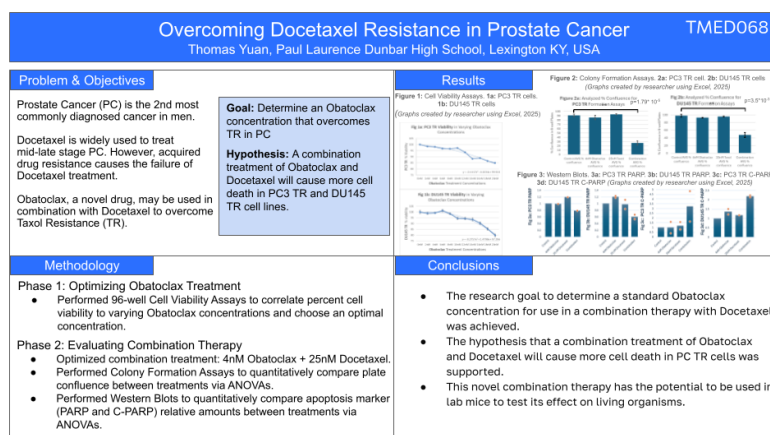 Overcoming Docetaxel Resistance in Prostate Cancer
TMED068
Thomas Yuan, Paul Laurence Dunbar High School, Lexington KY, USA
Problem & Objectives
Prostate Cancer (PC) is the 2nd most
commonly diagnosed cancer in men.
Docetaxel is widely used to treat
mid-late stage PC. However, acquired
drug resistance causes the failure of
Docetaxel treatment.
Obatoclax, a novel drug, may be used in
combination with Docetaxel to overcome
Taxol Resistance (TR).
Goal: Determine an Obatoclax
concentration that overcomes
TR in PC
Hypothesis: A combination
treatment of Obatoclax and
Docetaxel will cause more cell
death in PC3 TR and DU145
TR cell lines.
Results
Figure 1: Cell Viability Assays. 1a: PC3 TR cells.
1b: DU145 TR cells
(Graphs created by researcher using Excel, 2025)
Figure 2: Colony Formation Assays. 2a: PC3 TR cell. 2b: DU145 TR cells
(Graphs created by researcher using Excel, 2025)
Figure 3: Western Blots. 3a: PC3 TR PARP. 3b: DU145 TR PARP. 3c: PC3 TR C-PARP
3d: DU145 TR C-PARP (Graphs created by researcher using Excel, 2025)
Methodology
Phase 1: Optimizing Obatoclax Treatment
● Performed 96-well Cell Viability Assays to correlate percent
cell viability to varying Obatoclax concentrations and choose an optimal
concentration.
Phase 2: Evaluating Combination Therapy
● Optimized combination treatment: 4nM Obatoclax + 25nM Docetaxel.
● Performed Colony Formation Assays to quantitatively compare plate
confluence between treatments via ANOVAs.
● Performed Western Blots to quantitatively compare apoptosis marker
(PARP and C-PARP) relative amounts between treatments via
ANOVAs.
Conclusions
● The research goal to determine a standard Obatoclax
concentration for use in a combination therapy with Docetaxel
was achieved.
● The hypothesis that a combination treatment of Obatoclax
and Docetaxel will cause more cell death in PC TR cells was
supported.
● This novel combination therapy has the potential to be used in
lab mice to test its effect on living organisms.